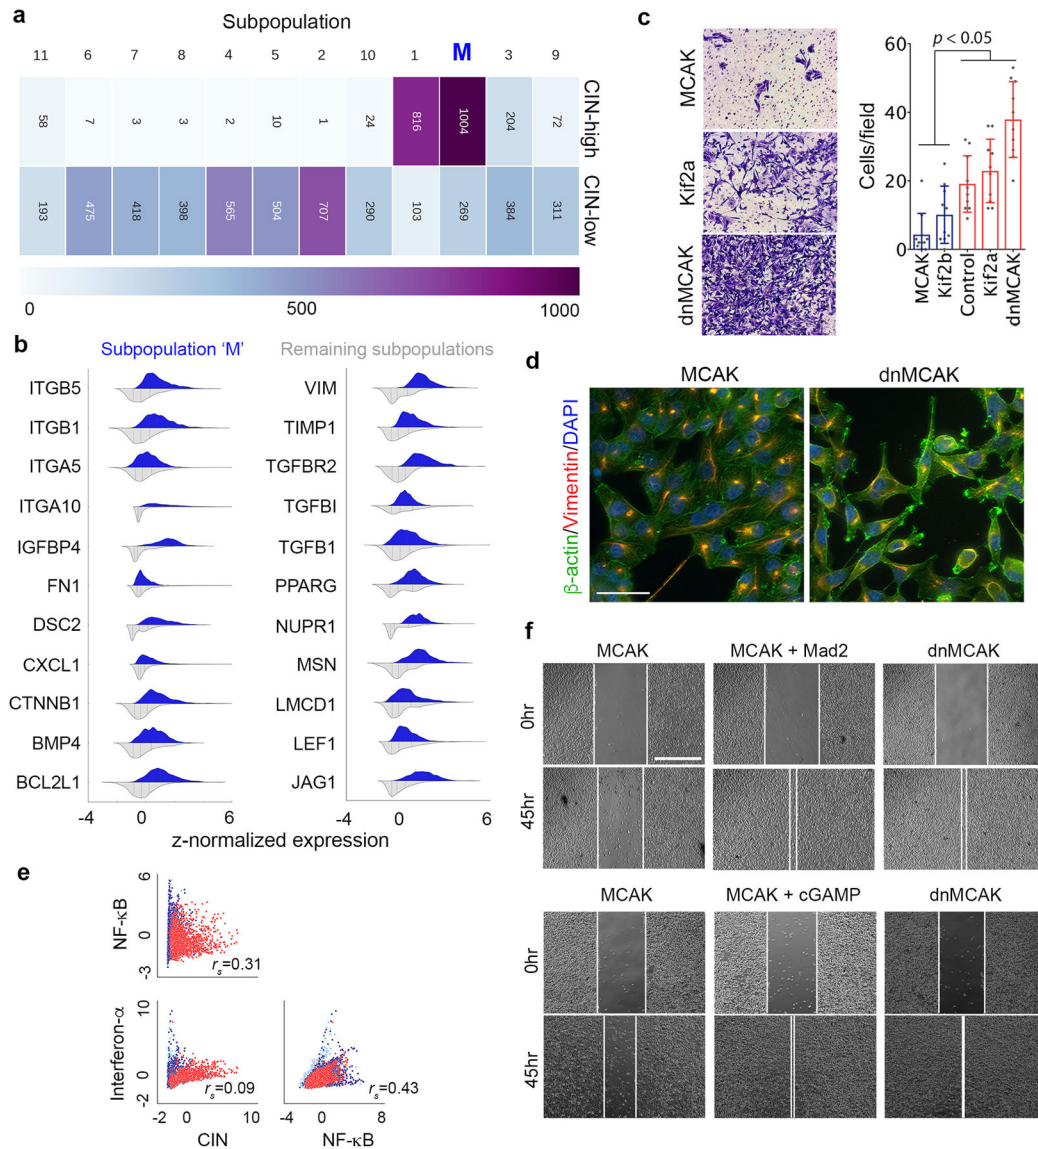 a
Subpopulation
11 6 7 8 4 5 2 10 1 M 3 9
58 7 3 3 2 10 1 24 816 1004 204 72
CIN-high
193 475 418 398 565 504 707 290 103 269 384 311
CIN-low
0 500 1000
b
Subpopulation ‘M’
Remaining subpopulations
ITGB5
ITGB1
ITGA5
ITGA10
IGFBP4
FN1
DSC2
CXCL1
CTNNB1
BMP4
BCL2L1
-4 0 6
VIM
TIMP1
TGFBR2
TGFBI
TGFB1
PPARG
NUPR1
MSN
LMCD1
LEF1
JAG1
-4 0 6
z-normalized expression
c
MCAK
Kif2a
dnMCAK
p < 0.05
Cells/field
60
40
20
0
MCAK
Kif2b
Control
Kif2a
dnMCAK
d
MCAK dnMCAK
β-actin/Vimentin/DAPI
e
NF-κB
6
0
-3
rs=0.31
Interferon-α
10
0
-2
rs=0.09
-2 0 10
CIN
rs=0.43
-4 0 8
NF-κB
f
MCAK MCAK + Mad2 dnMCAK
0hr
45hr
MCAK MCAK + cGAMP dnMCAK
0hr
45hr